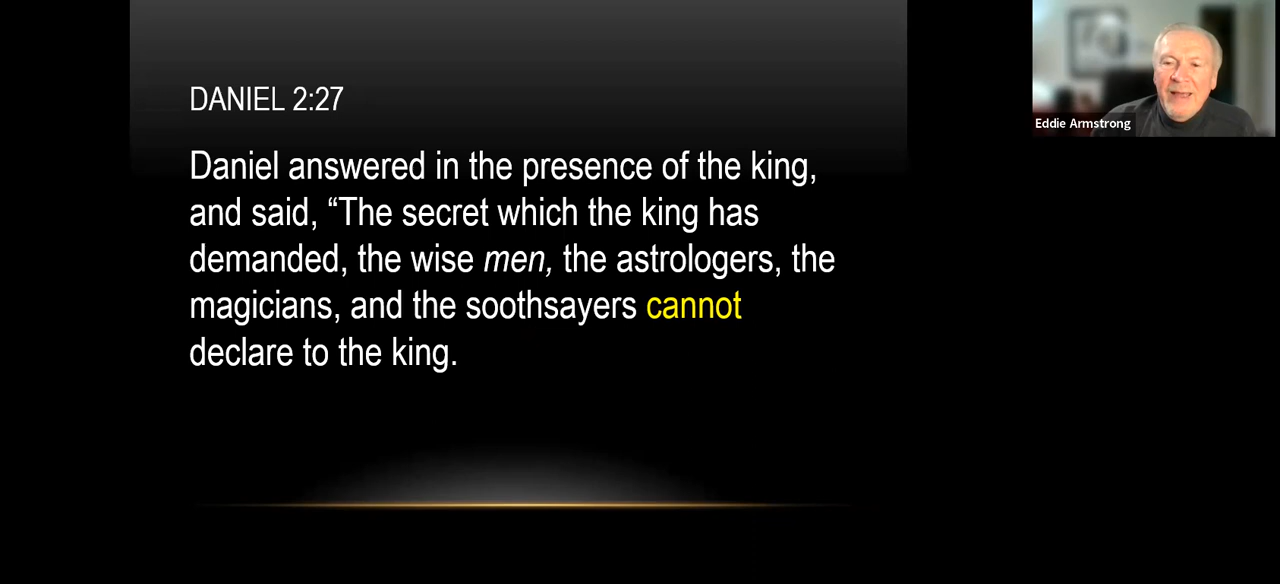 DANIEL 2:27
Daniel answered in the presence of the king,
and said, “The secret which the king has
demanded, the wise men, the astrologers, the
magicians, and the soothsayers cannot
declare to the king.
Eddie Armstrong